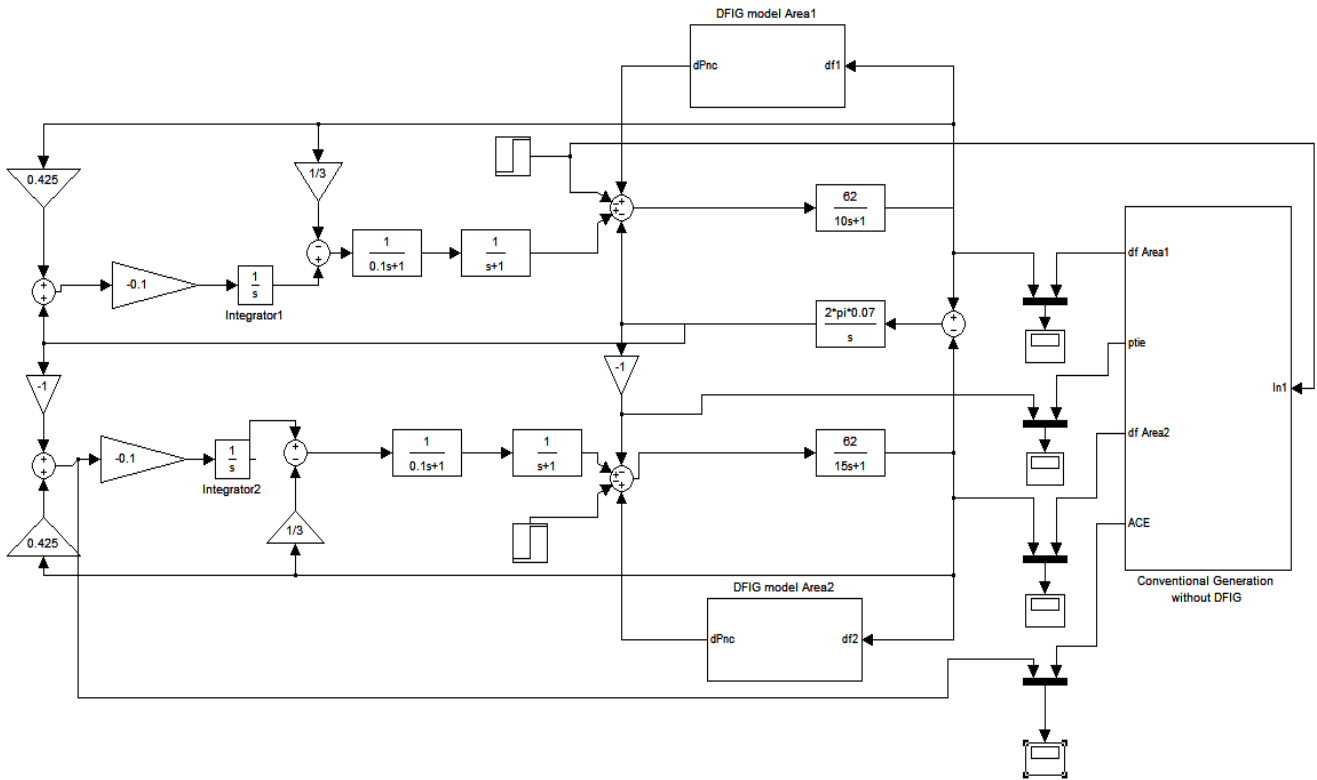 DFIG model Area1
dPnc
df1
0.425
1/3
62
10s+1
1
0.1s+1
1
s+1
df Area1
-0.1
1
s
Integrator1
2*pi*0.07
s
ptie
-1
-1
In1
df Area2
-0.1
1
s
Integrator2
1
0.1s+1
1
s+1
62
15s+1
1/3
0.425
ACE
Conventional Generation
without DFIG
DFIG model Area2
dPnc
df2